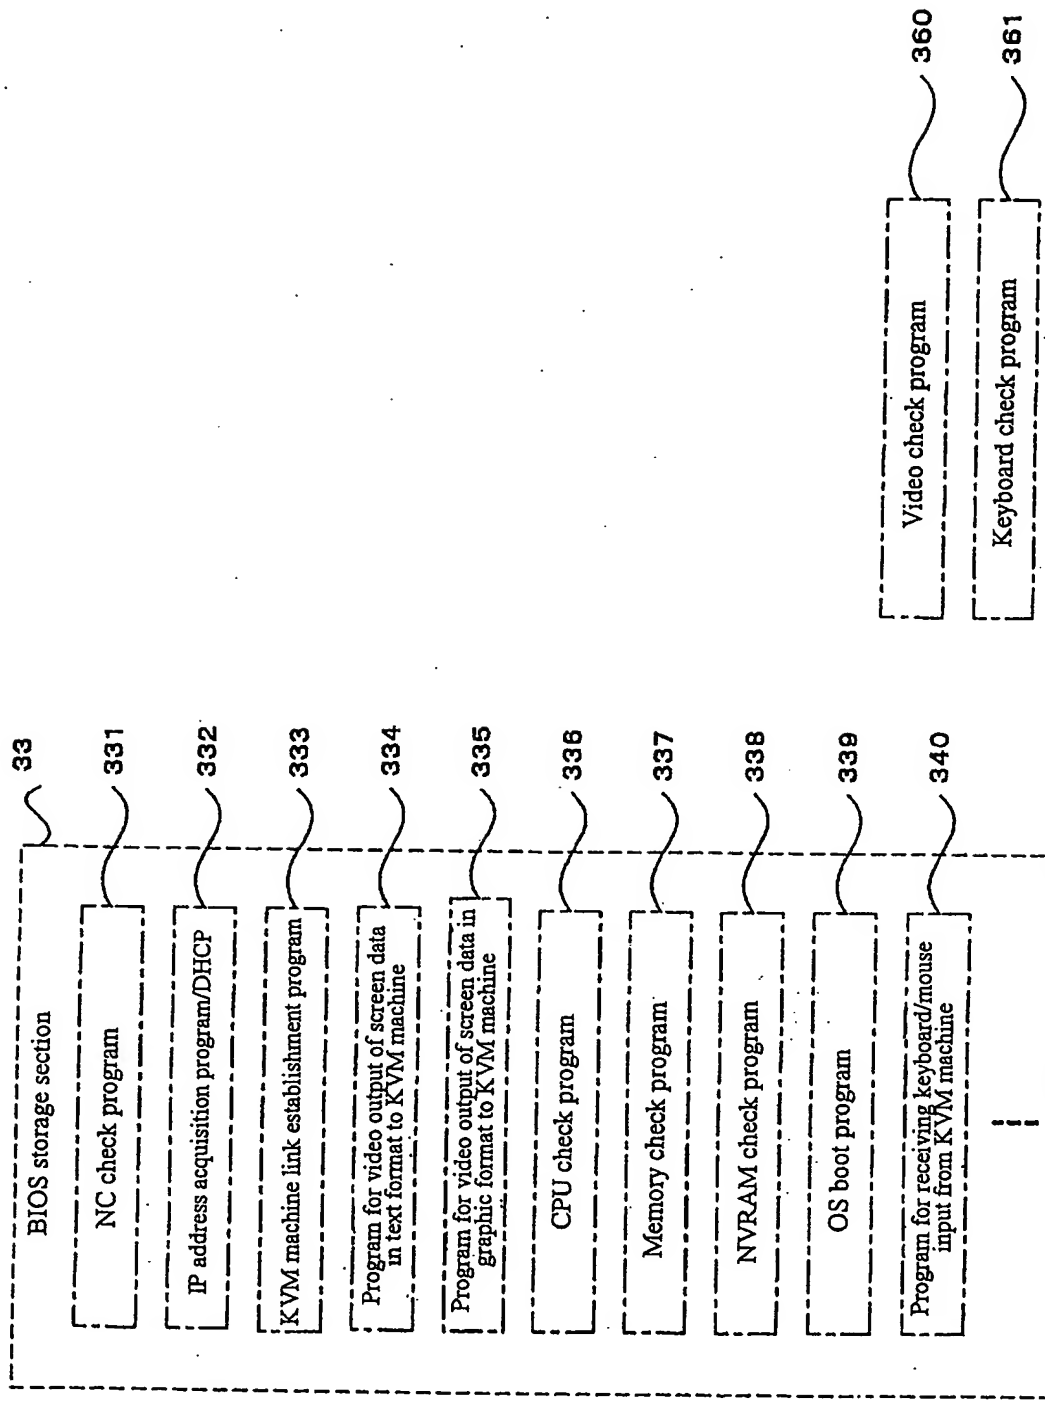 33
BIOS storage section
NC check program
331
IP address acquisition program/DHCP
332
KVM machine link establishment program
333
Program for video output of screen data
in text format to KVM machine
334
Program for video output of screen data in
graphic format to KVM machine
335
CPU check program
336
Memory check program
337
NVRAM check program
338
OS boot program
339
Program for receiving keyboard/mouse
input from KVM machine
340
Video check program
360
Keyboard check program
361